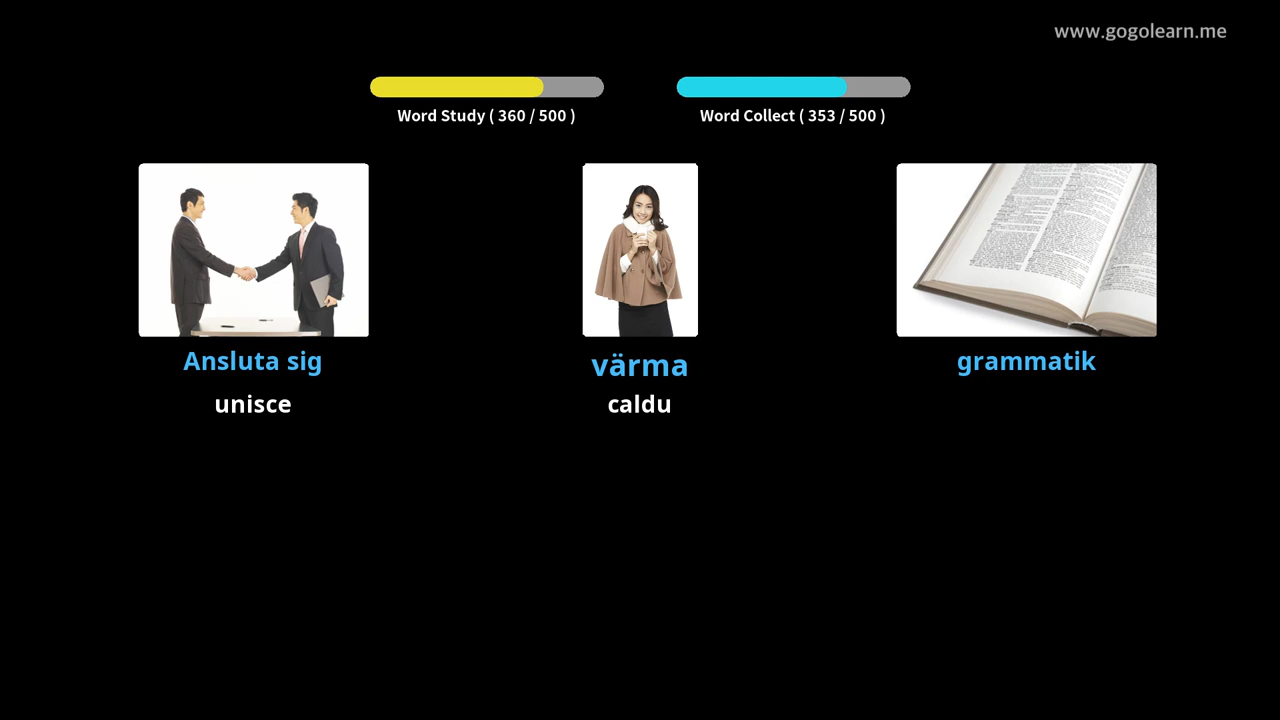 www.gogolearn.me
Word Study ( 360 / 500 )
Word Collect ( 353 / 500 )
Ansluta sig
värma
grammatik
unisce
caldu